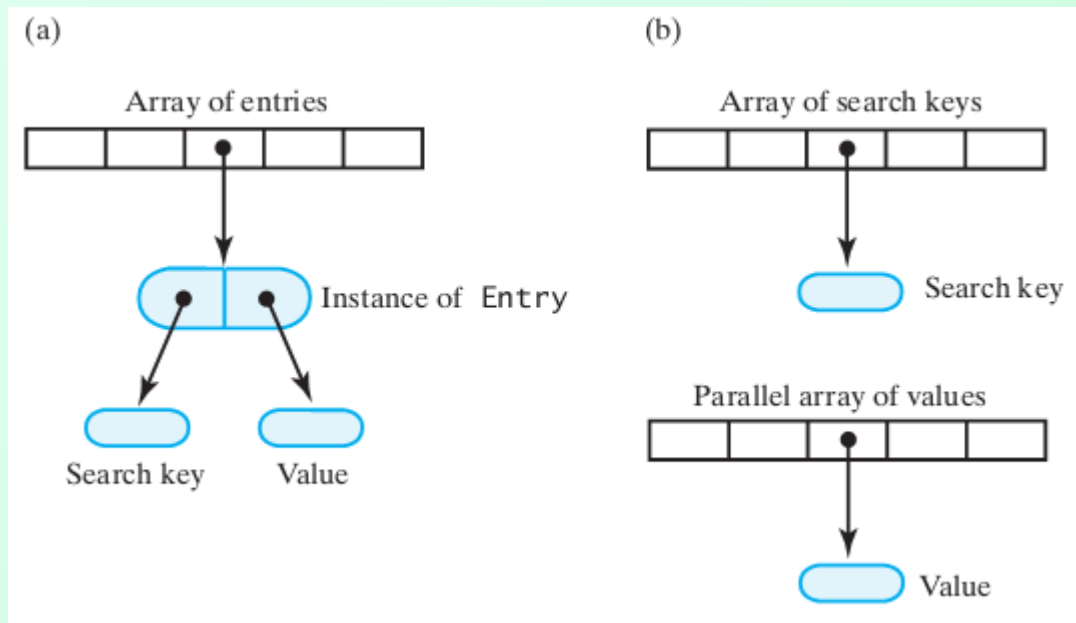 (a)
Array of entries
Instance of Entry
Search key
Value
(b)
Array of search keys
Search key
Parallel array of values
Value